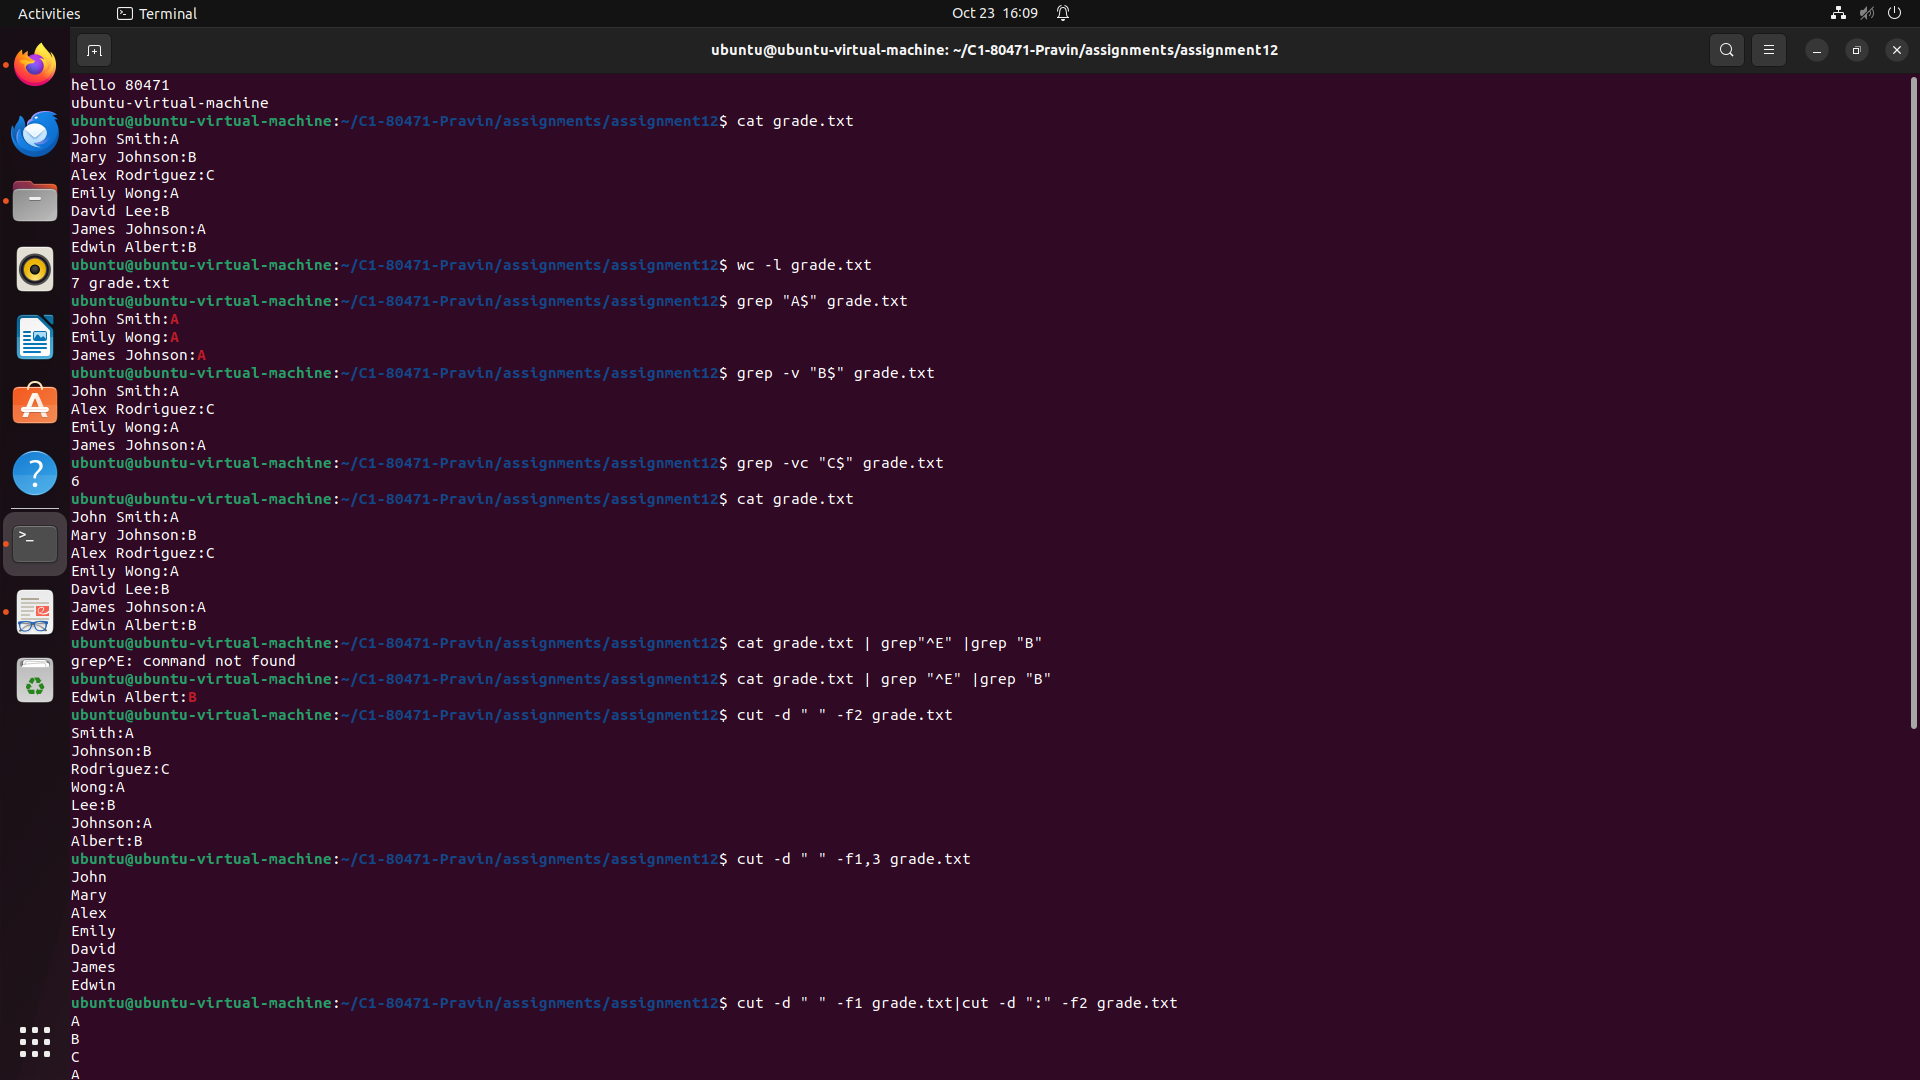 Activities
Terminal
Oct 23 16:09
ubuntu@ubuntu-virtual-machine: ~/C1-80471-Pravin/assignments/assignment12
hello 80471
ubuntu-virtual-machine
ubuntu@ubuntu-virtual-machine:~/C1-80471-Pravin/assignments/assignment12$ cat grade.txt
John Smith:A
Mary Johnson:B
Alex Rodriguez:C
Emily Wong:A
David Lee:B
James Johnson:A
Edwin Albert:B
ubuntu@ubuntu-virtual-machine:~/C1-80471-Pravin/assignments/assignment12$ wc -l grade.txt
7 grade.txt
ubuntu@ubuntu-virtual-machine:~/C1-80471-Pravin/assignments/assignment12$ grep "A$" grade.txt
John Smith:A
Emily Wong:A
James Johnson:A
ubuntu@ubuntu-virtual-machine:~/C1-80471-Pravin/assignments/assignment12$ grep -v "B$" grade.txt
John Smith:A
Alex Rodriguez:C
Emily Wong:A
James Johnson:A
ubuntu@ubuntu-virtual-machine:~/C1-80471-Pravin/assignments/assignment12$ grep -vc "C$" grade.txt
6
ubuntu@ubuntu-virtual-machine:~/C1-80471-Pravin/assignments/assignment12$ cat grade.txt
John Smith:A
Mary Johnson:B
Alex Rodriguez:C
Emily Wong:A
David Lee:B
James Johnson:A
Edwin Albert:B
ubuntu@ubuntu-virtual-machine:~/C1-80471-Pravin/assignments/assignment12$ cat grade.txt | grep"^E" |grep "B"
grep^E: command not found
ubuntu@ubuntu-virtual-machine:~/C1-80471-Pravin/assignments/assignment12$ cat grade.txt | grep "^E" |grep "B"
Edwin Albert:B
ubuntu@ubuntu-virtual-machine:~/C1-80471-Pravin/assignments/assignment12$ cut -d " " -f2 grade.txt
Smith:A
Johnson:B
Rodriguez:C
Wong:A
Lee:B
Johnson:A
Albert:B
ubuntu@ubuntu-virtual-machine:~/C1-80471-Pravin/assignments/assignment12$ cut -d " " -f1,3 grade.txt
John
Mary
Alex
Emily
David
James
Edwin
ubuntu@ubuntu-virtual-machine:~/C1-80471-Pravin/assignments/assignment12$ cut -d " " -f1 grade.txt|cut -d ":" -f2 grade.txt
A
B
C
A